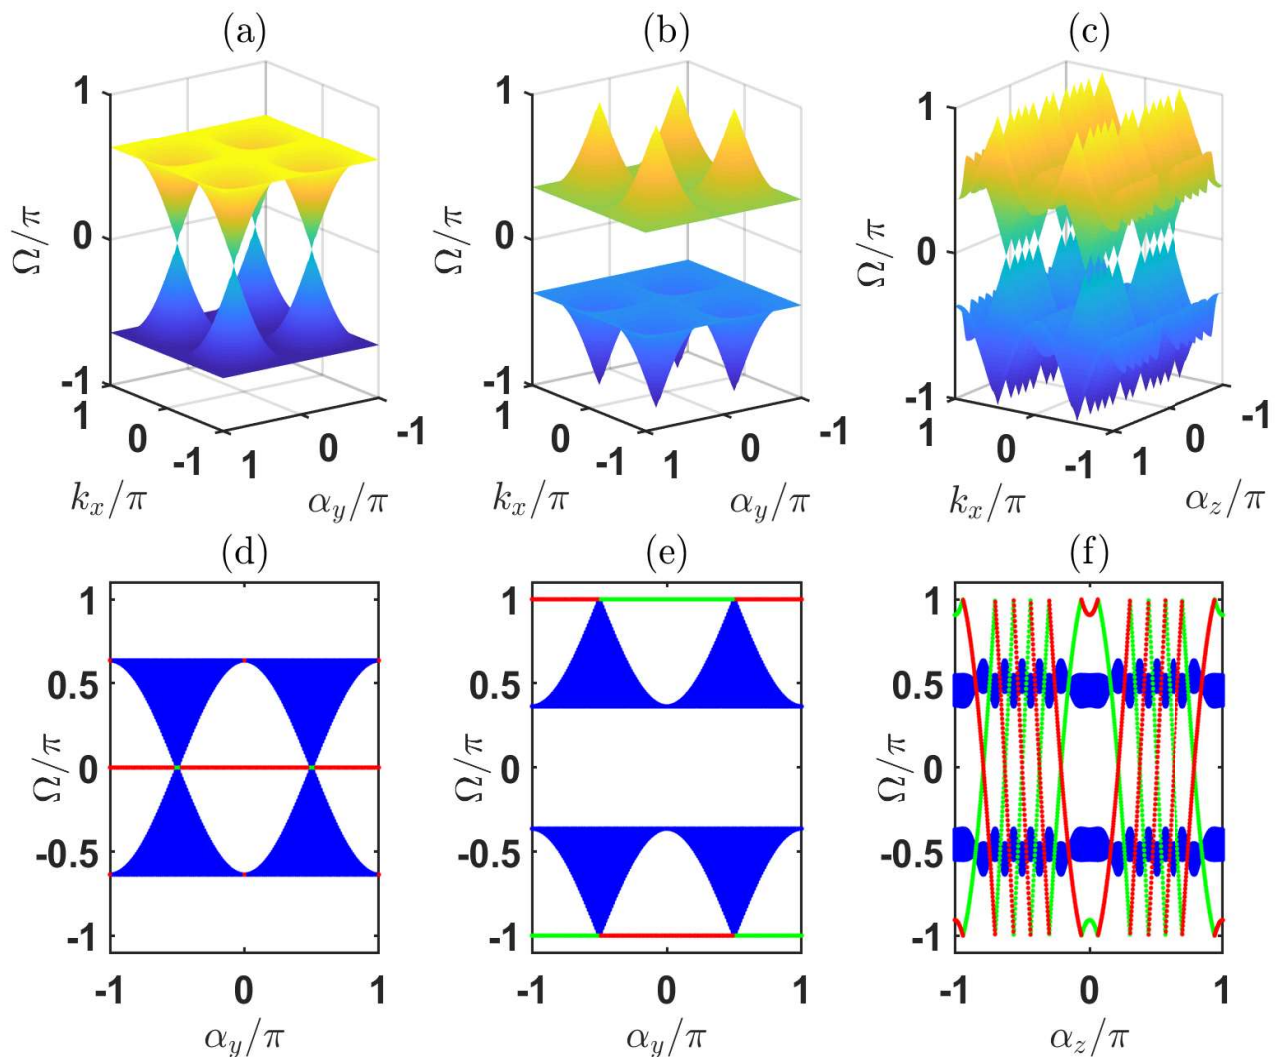 (a) (b) (c)
1 1 1
Ω/π 0 Ω/π 0 Ω/π 0
-1 -1 -1
1 0 -1 1 0 -1 1 0 -1 1 0 -1 1 0 -1 1 0 -1
k_x/π α_y/π k_x/π α_y/π k_x/π α_z/π
(d) (e) (f)
1 1 1
0.5 0.5 0.5
Ω/π 0 Ω/π 0 Ω/π 0
-0.5 -0.5 -0.5
-1 -1 -1
-1 0 1 -1 0 1 -1 0 1
α_y/π α_y/π α_z/π